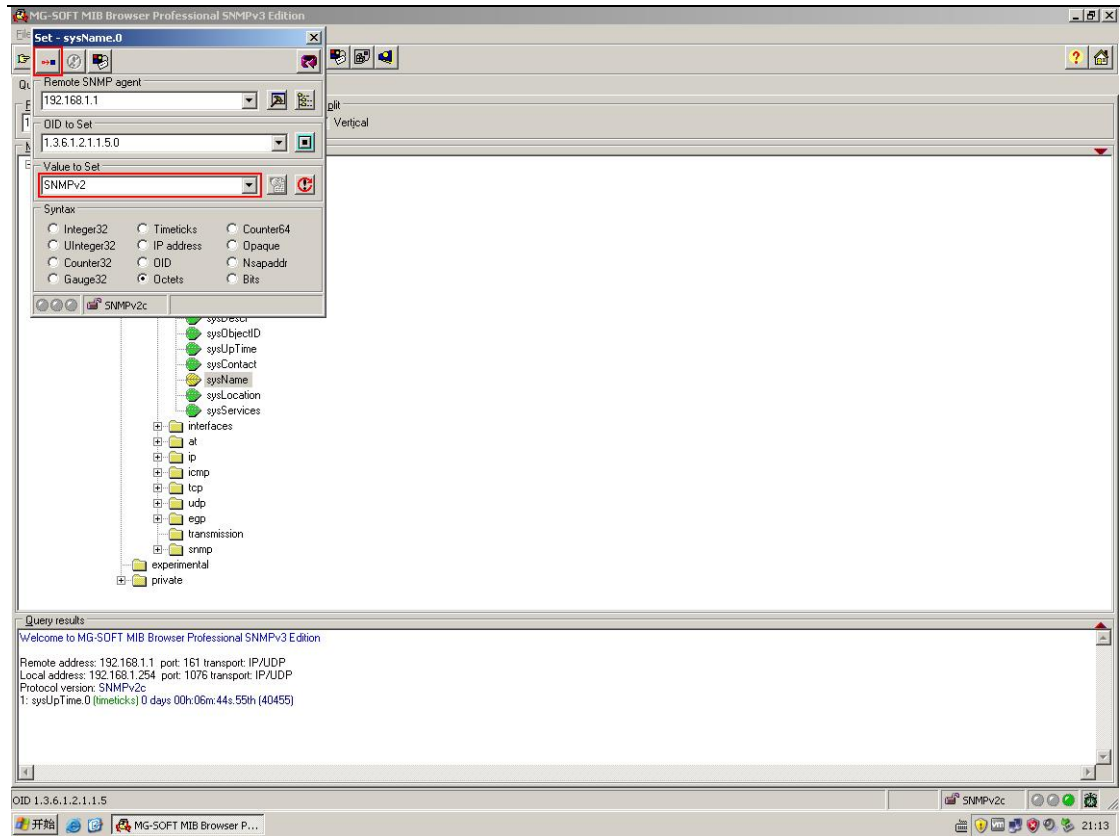 MG-SOFT MIB Browser Professional SNMPv3 Edition
Set - sysName.0
Remote SNMP agent
192.168.1.1
OID to Set
1.3.6.1.2.1.1.5.0
Value to Set
SNMPv2
Syntax
Integer32 Timeticks Counter64
UInteger32 IP address Opaque
Counter32 OID Nsapaddr
Gauge32 Octets Bits
SNMPv2c
Vertical
sysDescr
sysObjectID
sysUpTime
sysContact
sysName
sysLocation
sysServices
interfaces
at
ip
icmp
tcp
udp
egp
transmission
snmp
experimental
private
Query results
Welcome to MG-SOFT MIB Browser Professional SNMPv3 Edition
Remote address: 192.168.1.1 port: 161 transport: IP/UDP
Local address: 192.168.1.254 port: 1076 transport: IP/UDP
Protocol version: SNMPv2c
1: sysUpTime.0 (timeticks) 0 days 00h:06m:44s.55th (40455)
OID 1.3.6.1.2.1.1.5
SNMPv2c
开始
MG-SOFT MIB Browser P...
21:13